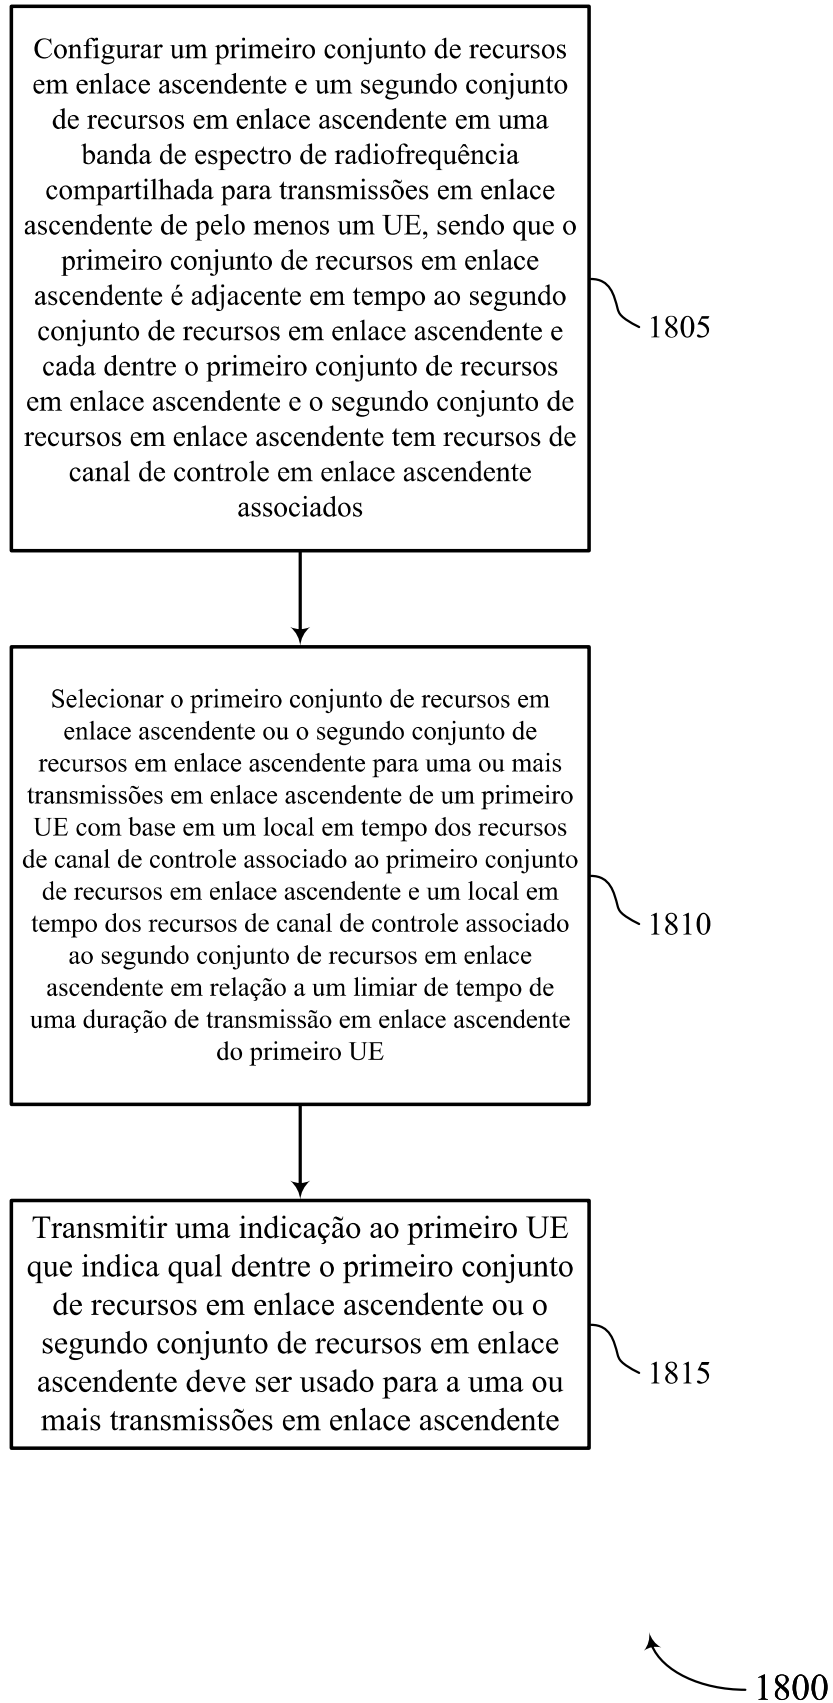 Configurar um primeiro conjunto de recursos
em enlace ascendente e um segundo conjunto
de recursos em enlace ascendente em uma
banda de espectro de radiofrequência
compartilhada para transmissões em enlace
ascendente de pelo menos um UE, sendo que o
primeiro conjunto de recursos em enlace
ascendente é adjacente em tempo ao segundo
conjunto de recursos em enlace ascendente e
cada dentre o primeiro conjunto de recursos
em enlace ascendente e o segundo conjunto de
recursos em enlace ascendente tem recursos de
canal de controle em enlace ascendente
associados
1805
Selecionar o primeiro conjunto de recursos em
enlace ascendente ou o segundo conjunto de
recursos em enlace ascendente para uma ou mais
transmissões em enlace ascendente de um primeiro
UE com base em um local em tempo dos recursos
de canal de controle associado ao primeiro conjunto
de recursos em enlace ascendente e um local em
tempo dos recursos de canal de controle associado
ao segundo conjunto de recursos em enlace
ascendente em relação a um limiar de tempo de
uma duração de transmissão em enlace ascendente
do primeiro UE
1810
Transmitir uma indicação ao primeiro UE
que indica qual dentre o primeiro conjunto
de recursos em enlace ascendente ou o
segundo conjunto de recursos em enlace
ascendente deve ser usado para a uma ou
mais transmissões em enlace ascendente
1815
1800